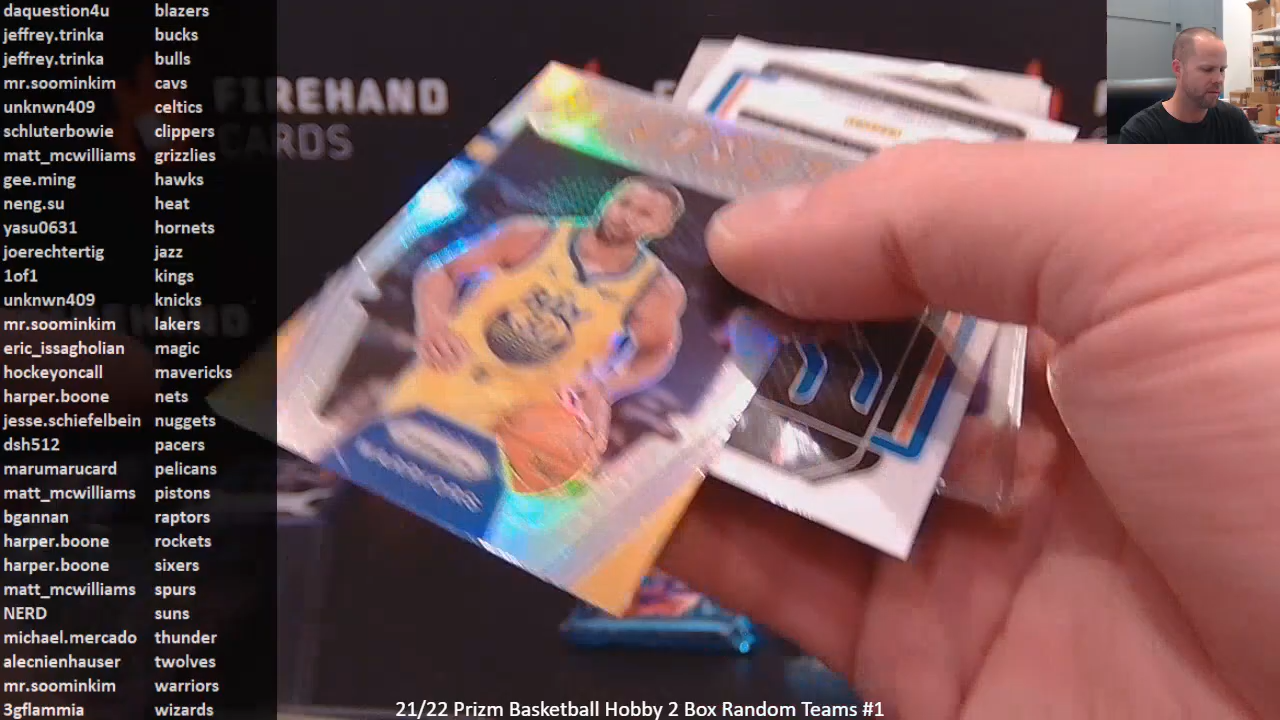 daquestion4u blazers
jeffrey.trinka bucks
jeffrey.trinka bulls
mr.soominkim cavs
unknwn409 celtics
schluterbowie clippers
matt_mcwilliams grizzlies
gee.ming hawks
neng.su heat
yasu0631 hornets
joerechtertig jazz
1of1 kings
unknwn409 knicks
mr.soominkim lakers
eric_issagholian magic
hockeyoncall mavericks
harper.boone nets
jesse.schiefelbein nuggets
dsh512 pacers
marumarucard pelicans
matt_mcwilliams pistons
bgannan raptors
harper.boone rockets
harper.boone sixers
matt_mcwilliams spurs
NERD suns
michael.mercado thunder
alecnienhauser twolves
mr.soominkim warriors
3gflammia wizards
FIREHAND
CARDS
WARRIORS
21/22 Prizm Basketball Hobby 2 Box Random Teams #1